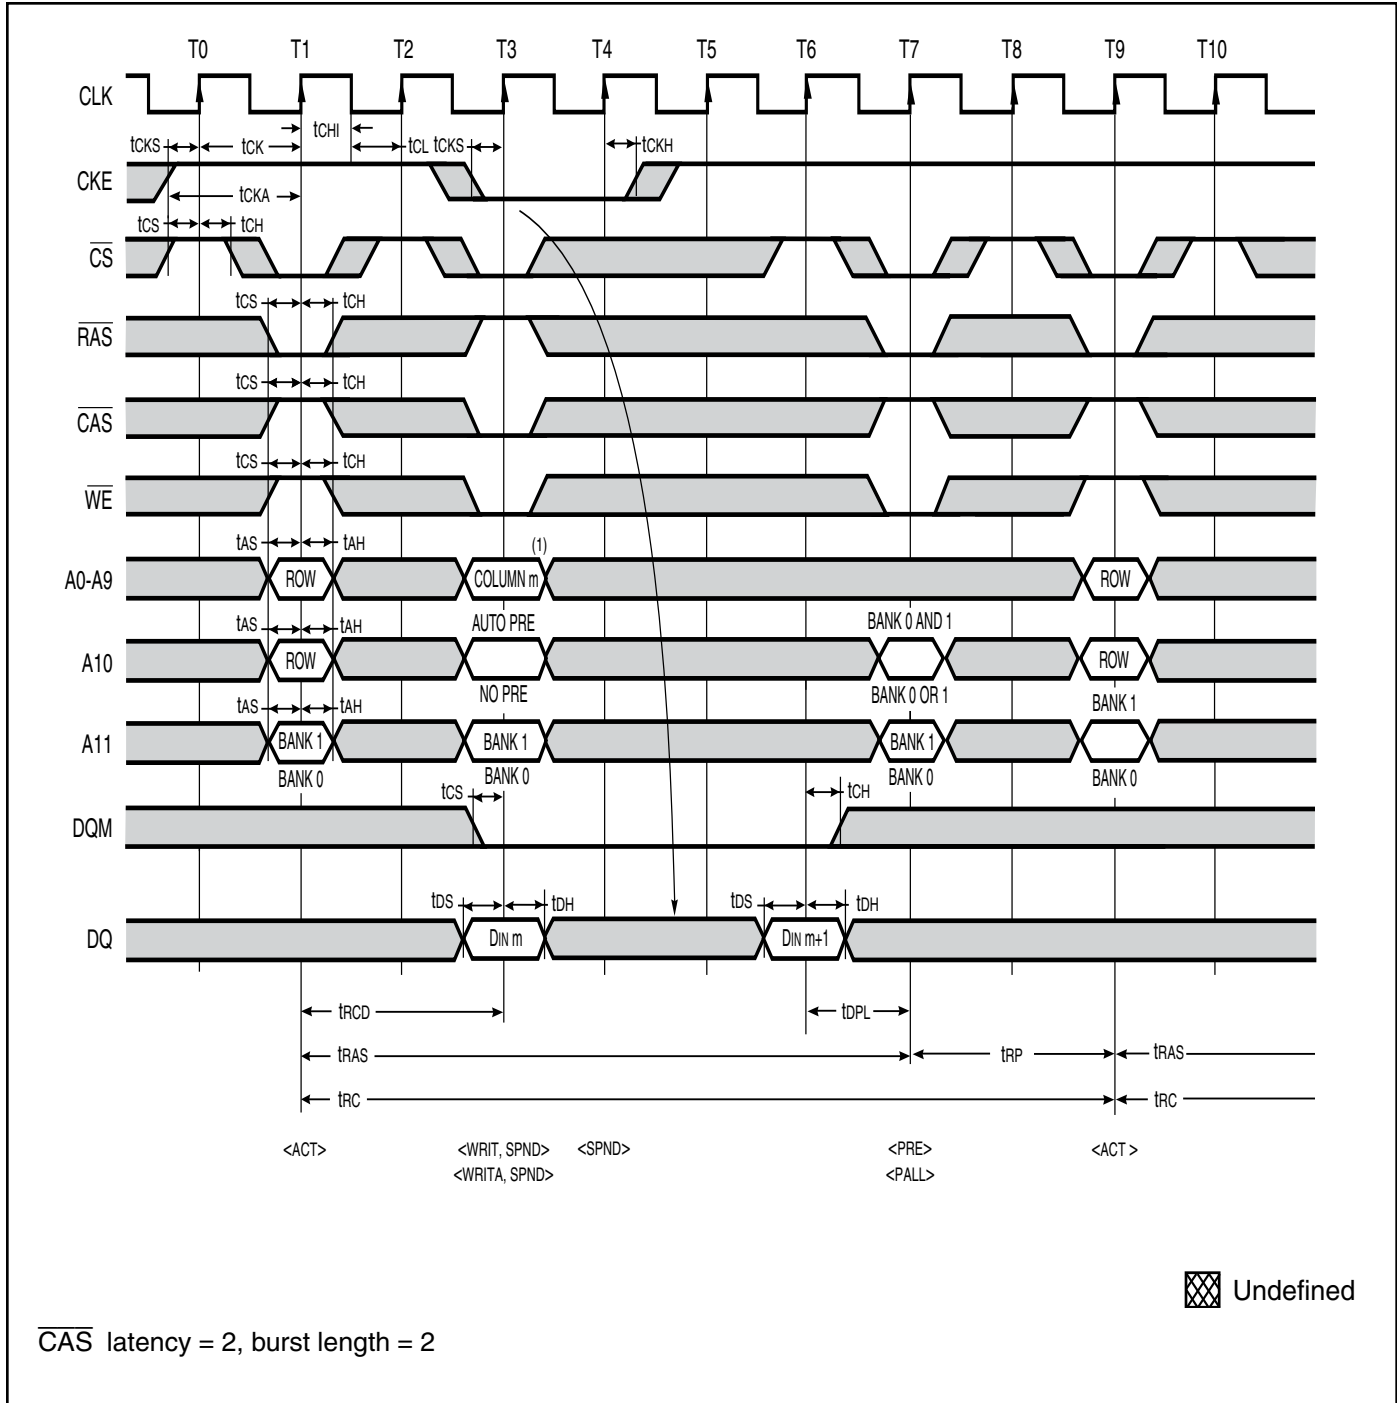 T0 T1 T2 T3 T4 T5 T6 T7 T8 T9 T10
CLK
tCHI
tCKS tCK tCL tCKS tCKH
CKE
tCKA
tCS tCH
CS
tCS tCH
RAS
tCS tCH
CAS
tCS tCH
WE
tAS tAH (1)
A0-A9 ROW COLUMN m ROW
tAS tAH AUTO PRE BANK 0 AND 1
A10 ROW ROW
NO PRE BANK 0 OR 1 BANK 1
tAS tAH
A11 BANK 1 BANK 1 BANK 1
BANK 0 BANK 0 BANK 0 BANK 0
tCS tCH
DQM
tDS tDH tDS tDH
DQ DIN m DIN m+1
tRCD tDPL
tRAS tRP tRAS
tRC tRC
<ACT> <WRIT, SPND> <SPND> <PRE> <ACT >
<WRITA, SPND> <PALL>
Undefined
CAS latency = 2, burst length = 2